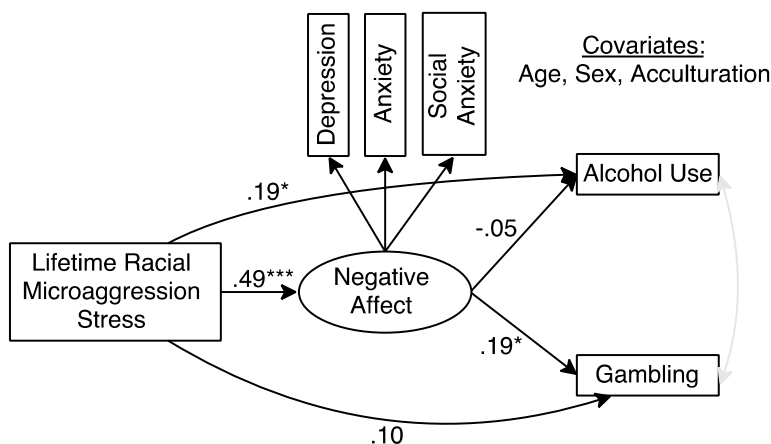 Depression
Anxiety
Social
Anxiety
Covariates:
Age, Sex, Acculturation
Alcohol Use
.19*
-.05
Lifetime Racial
Microaggression
Stress
.49***
Negative
Affect
.19*
Gambling
.10